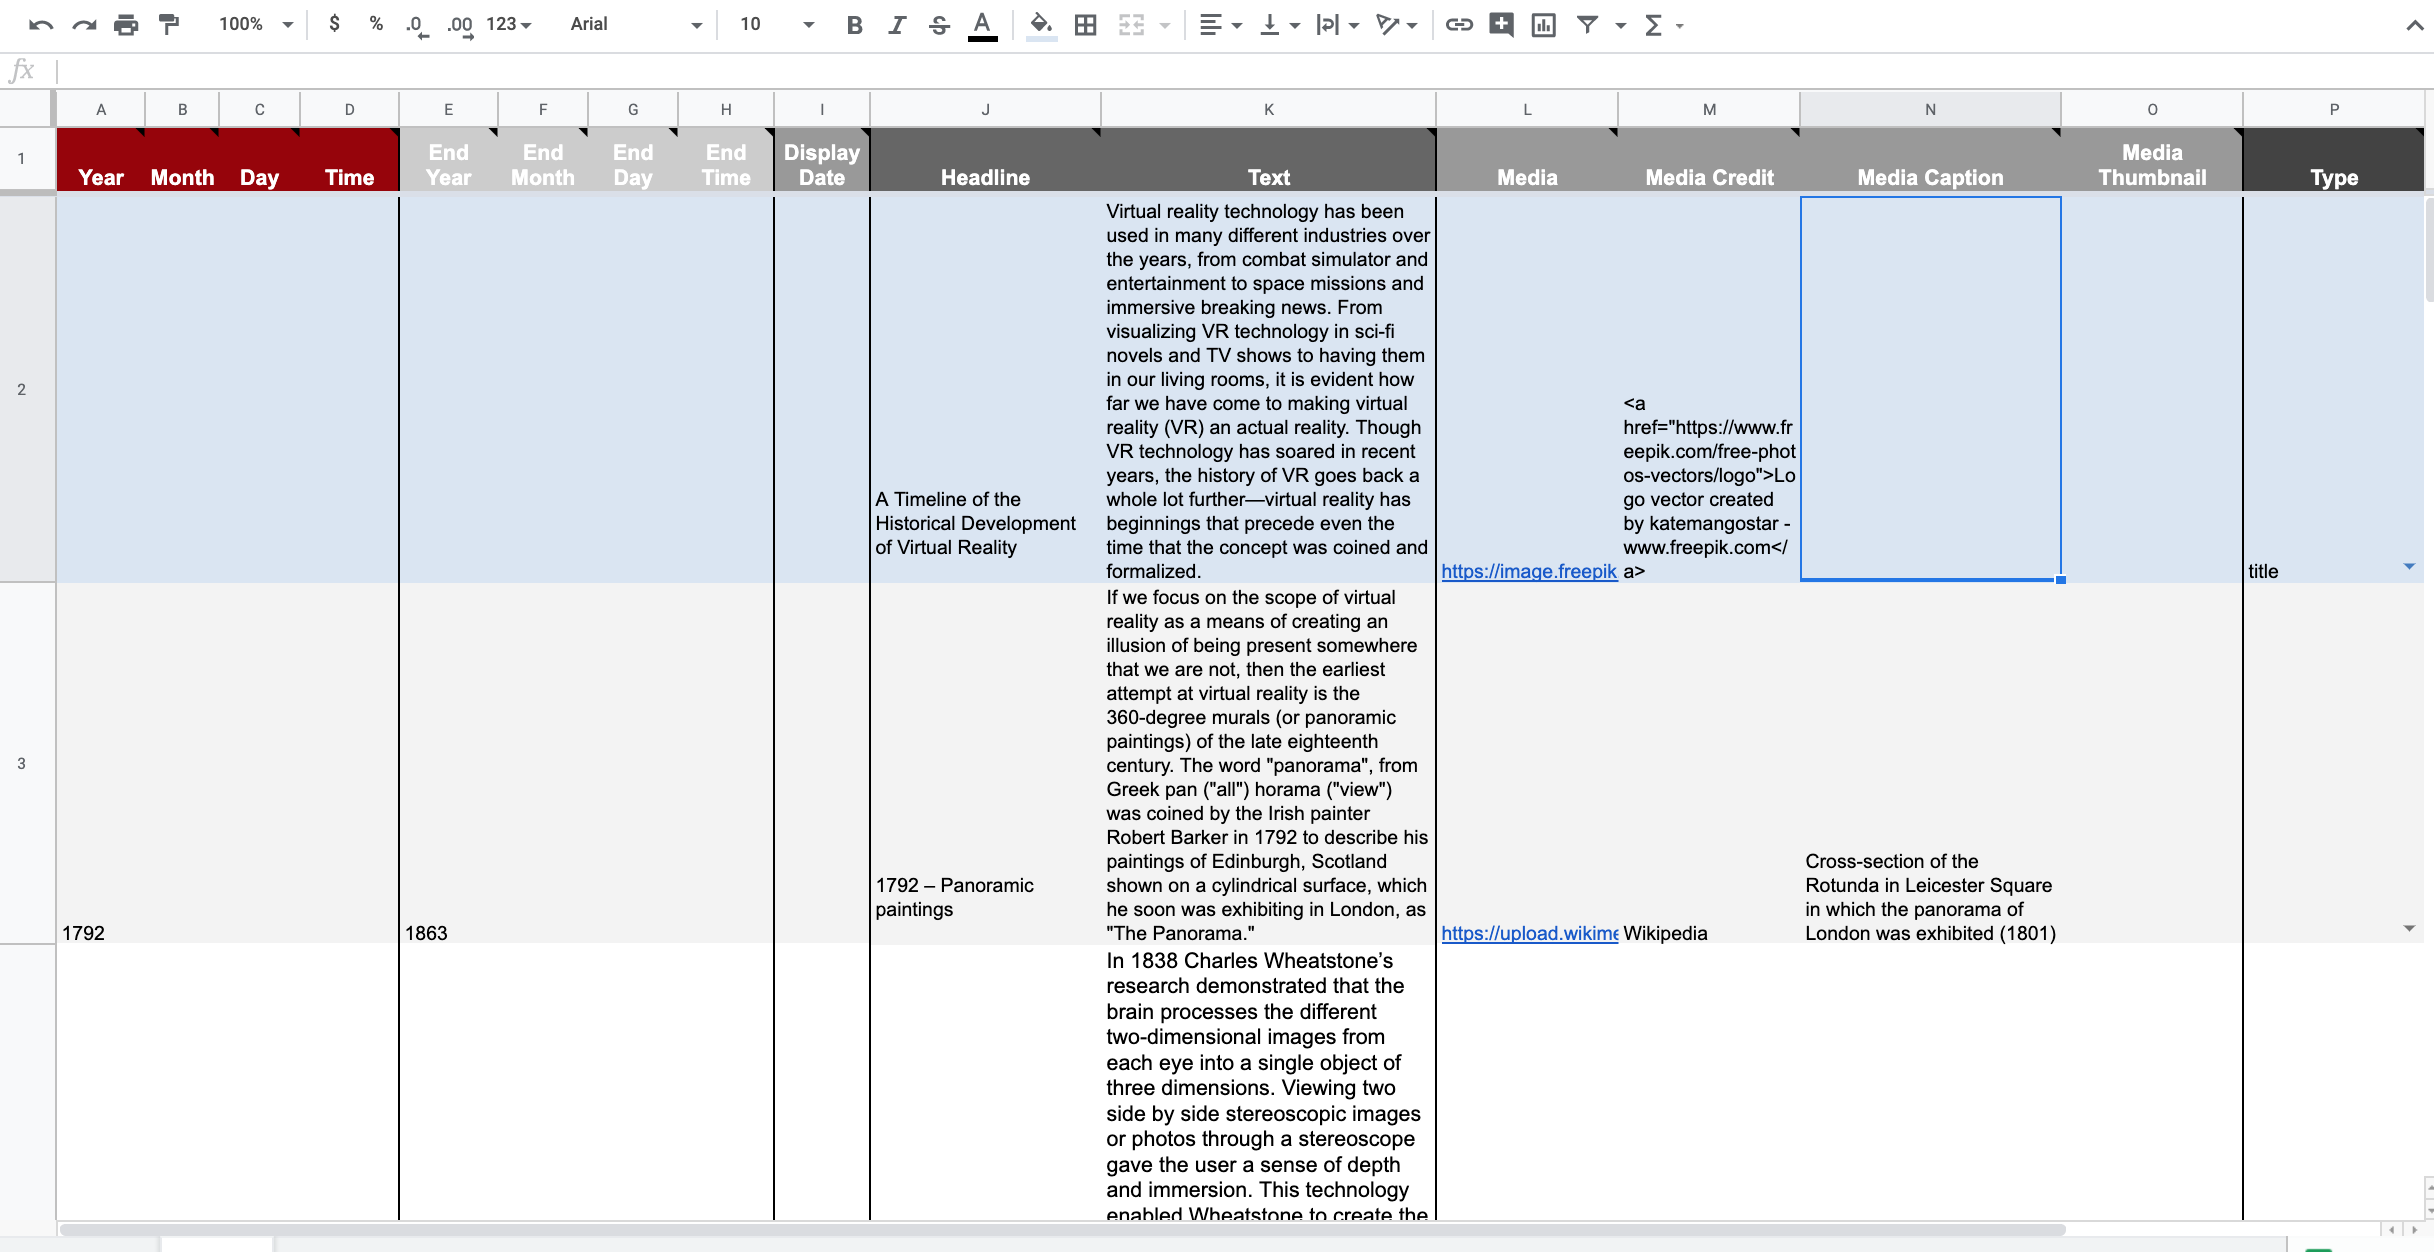 100% $ % .0 .00 123 Arial 10 B I S A Σ
fx
A B C D E F G H I J K L M N O P
1
Year Month Day Time
End Year
End Month
End Day
End Time
Display Date
Headline
Text
Media
Media Credit
Media Caption
Media Thumbnail
Type
2
A Timeline of the
Historical Development
of Virtual Reality
Virtual reality technology has been
used in many different industries over
the years, from combat simulator and
entertainment to space missions and
immersive breaking news. From
visualizing VR technology in sci-fi
novels and TV shows to having them
in our living rooms, it is evident how
far we have come to making virtual
reality (VR) an actual reality. Though
VR technology has soared in recent
years, the history of VR goes back a
whole lot further—virtual reality has
beginnings that precede even the
time that the concept was coined and
formalized.
https://image.freepik
<a
href="https://www.fr
eepik.com/free-phot
os-vectors/logo">Lo
go vector created
by katemangostar -
www.freepik.com</
a>
title
3
1792
1863
1792 – Panoramic
paintings
If we focus on the scope of virtual
reality as a means of creating an
illusion of being present somewhere
that we are not, then the earliest
attempt at virtual reality is the
360-degree murals (or panoramic
paintings) of the late eighteenth
century. The word "panorama", from
Greek pan ("all") horama ("view")
was coined by the Irish painter
Robert Barker in 1792 to describe his
paintings of Edinburgh, Scotland
shown on a cylindrical surface, which
he soon was exhibiting in London, as
"The Panorama."
https://upload.wikime
Wikipedia
Cross-section of the
Rotunda in Leicester Square
in which the panorama of
London was exhibited (1801)
In 1838 Charles Wheatstone’s
research demonstrated that the
brain processes the different
two-dimensional images from
each eye into a single object of
three dimensions. Viewing two
side by side stereoscopic images
or photos through a stereoscope
gave the user a sense of depth
and immersion. This technology
enabled Wheatstone to create the